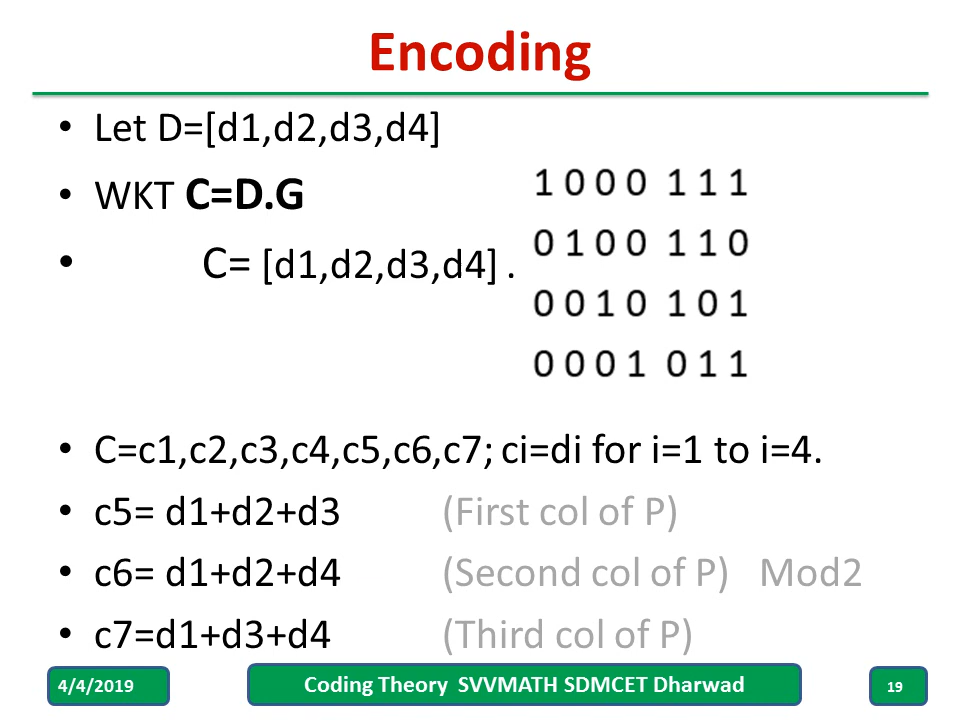 Encoding
• Let D=[d1,d2,d3,d4]
• WKT C=D.G
• C= [d1,d2,d3,d4] .
1 0 0 0 1 1 1
0 1 0 0 1 1 0
0 0 1 0 1 0 1
0 0 0 1 0 1 1
• C=c1,c2,c3,c4,c5,c6,c7; ci=di for i=1 to i=4.
• c5= d1+d2+d3 (First col of P)
• c6= d1+d2+d4 (Second col of P) Mod2
• c7=d1+d3+d4 (Third col of P)
4/4/2019 Coding Theory SVVMATH SDMCET Dharwad 19